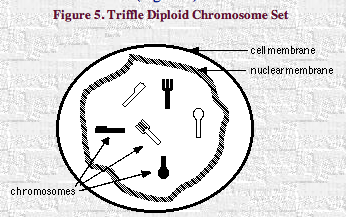 Figure 5. Triffle Diploid Chromosome Set
cell membrane
nuclear membrane
chromosomes